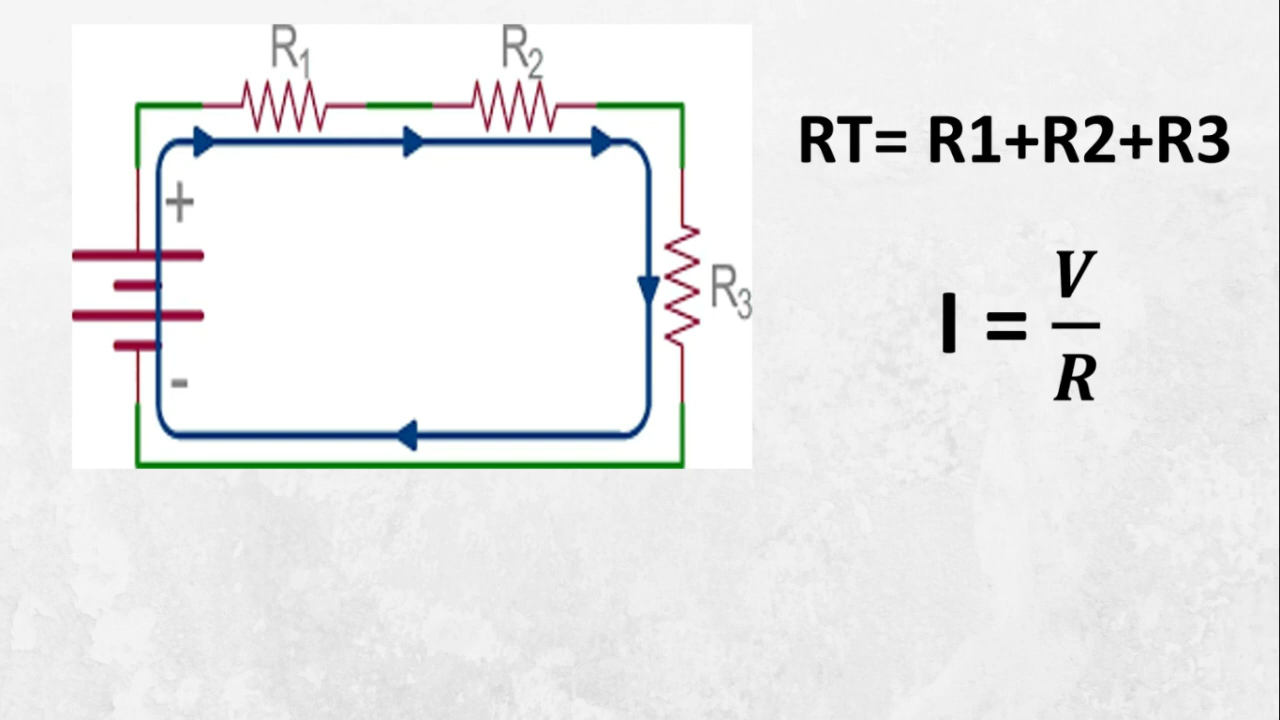 R₁ R₂
RT= R1+R2+R3
+
R₃
I = V/R
-